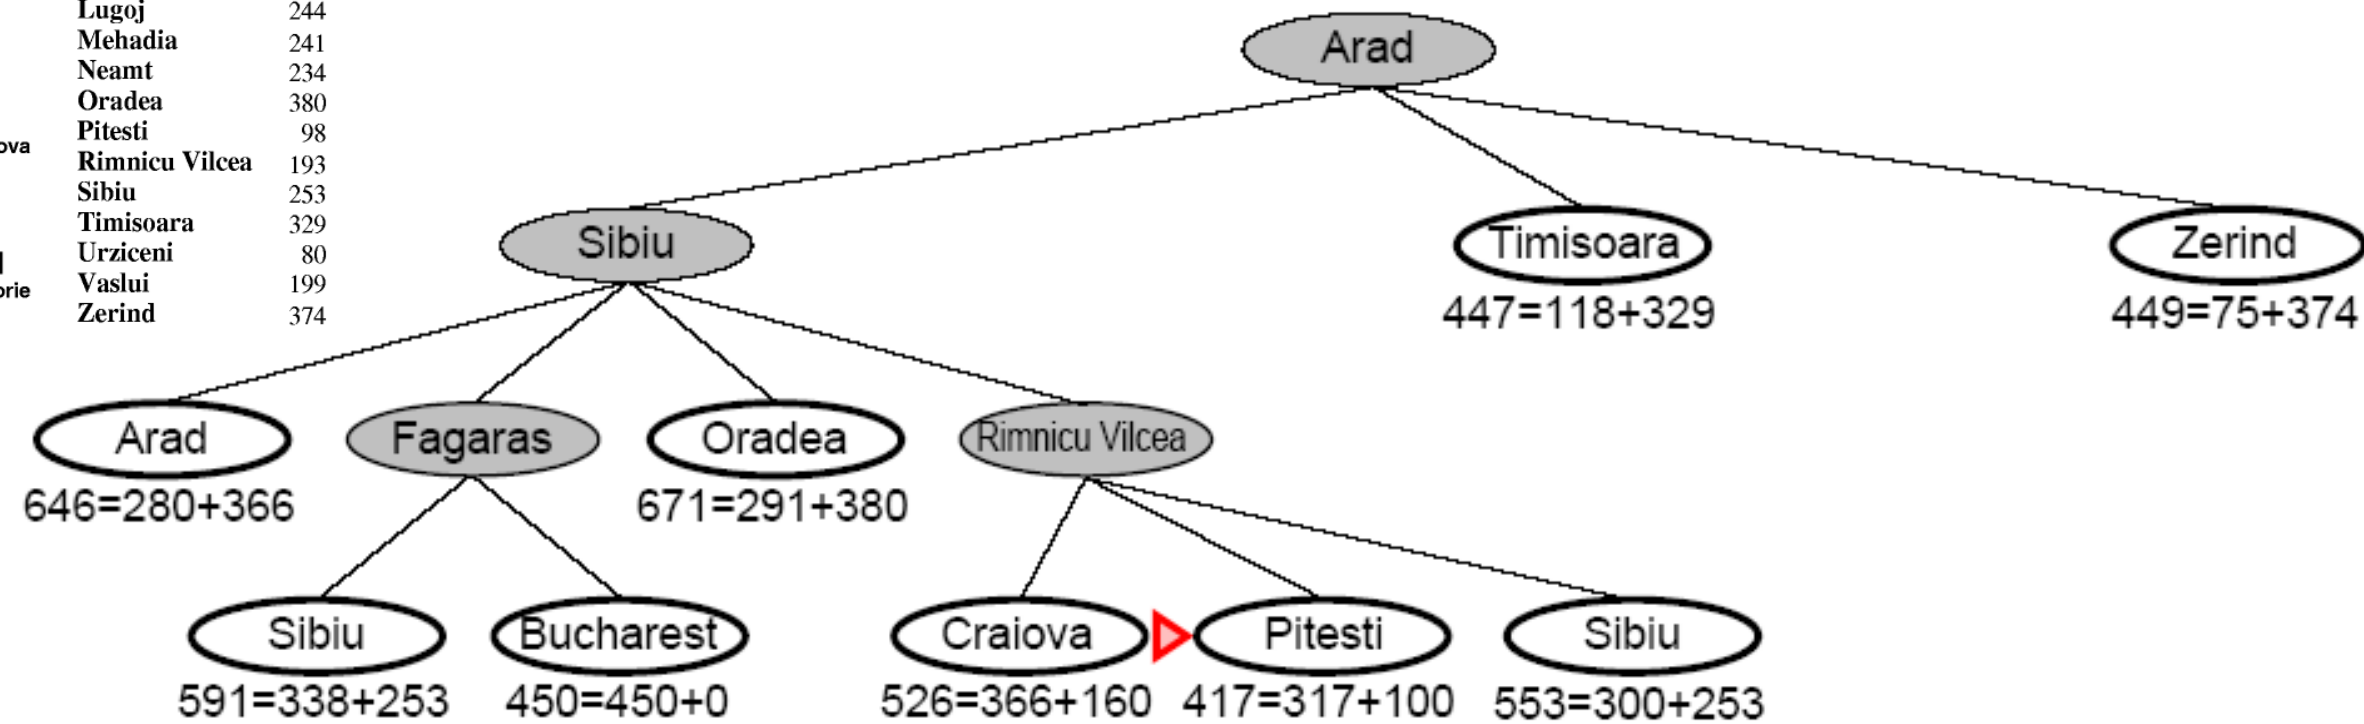 Lugoj 244
Mehadia 241
Neamt 234
Oradea 380
Pitesti 98
Rimnicu Vilcea 193
Sibiu 253
Timisoara 329
Urziceni 80
Vaslui 199
Zerind 374
ova
orie
Arad
Sibiu
Timisoara
Zerind
447=118+329
449=75+374
Arad
Fagaras
Oradea
Rimnicu Vilcea
646=280+366
671=291+380
Sibiu
Bucharest
Craiova
Pitesti
Sibiu
591=338+253
450=450+0
526=366+160
417=317+100
553=300+253